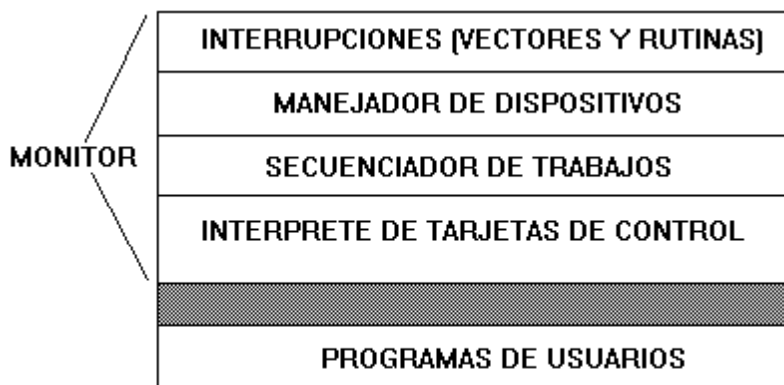 INTERRUPCIONES (VECTORES Y RUTINAS)
MANEJADOR DE DISPOSITIVOS
MONITOR
SECUENCIADOR DE TRABAJOS
INTERPRETE DE TARJETAS DE CONTROL
PROGRAMAS DE USUARIOS